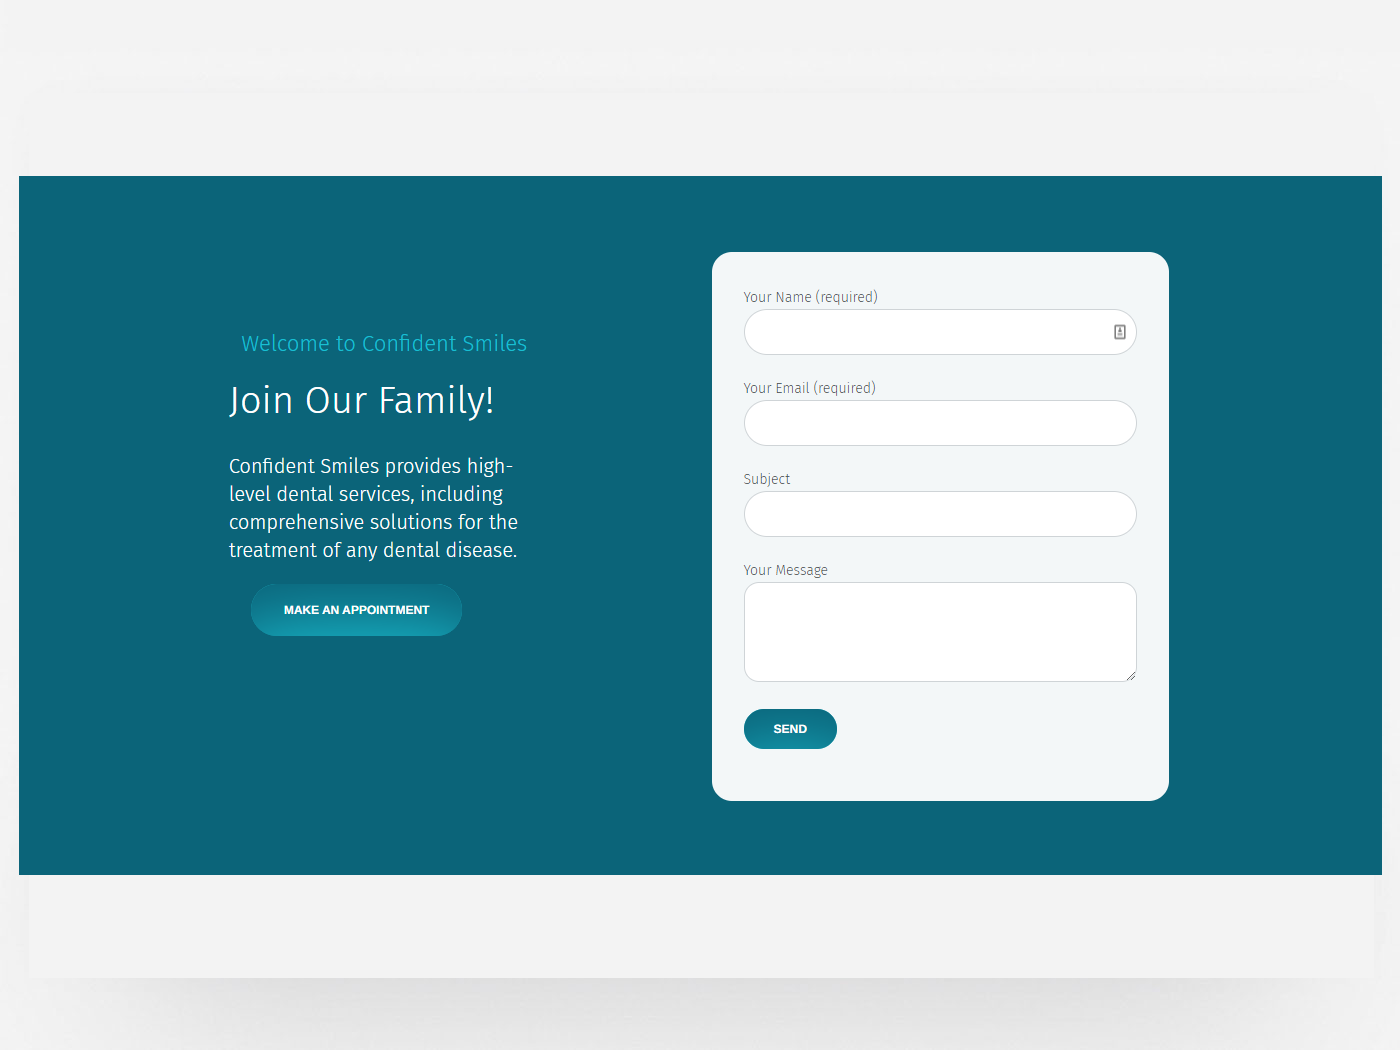 Welcome to Confident Smiles
Join Our Family!
Confident Smiles provides high-
level dental services, including
comprehensive solutions for the
treatment of any dental disease.
MAKE AN APPOINTMENT
Your Name (required)
Your Email (required)
Subject
Your Message
SEND